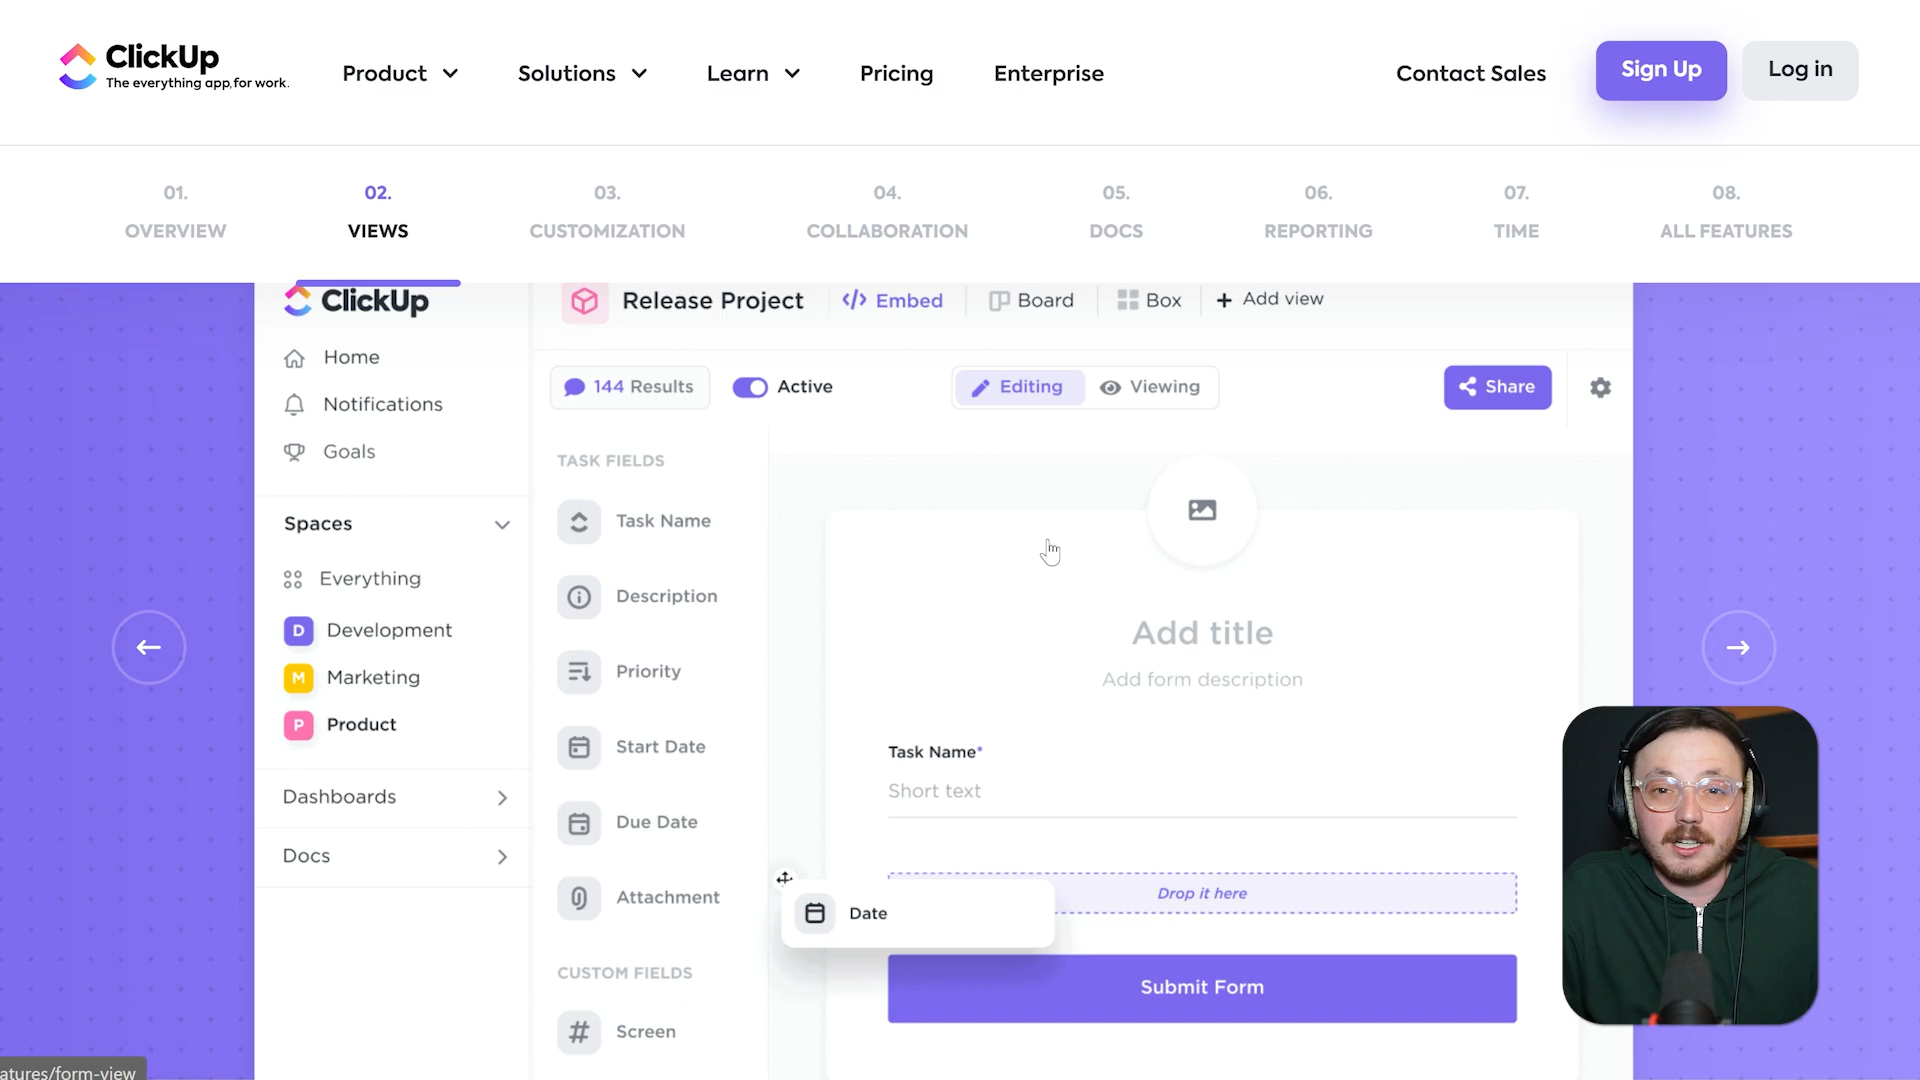 ClickUp
The everything app, for work.
Product
Solutions
Learn
Pricing
Enterprise
Contact Sales
Sign Up
Log in
01.
OVERVIEW
02.
VIEWS
03.
CUSTOMIZATION
04.
COLLABORATION
05.
DOCS
06.
REPORTING
07.
TIME
08.
ALL FEATURES
ClickUp
Home
Notifications
Goals
Spaces
Everything
D Development
M Marketing
P Product
Dashboards
Docs
Release Project
</> Embed
Board
Box
+ Add view
144 Results
Active
Editing
Viewing
Share
TASK FIELDS
Task Name
Description
Priority
Start Date
Due Date
Attachment
CUSTOM FIELDS
# Screen
Add title
Add form description
Task Name*
Short text
Drop it here
Date
Submit Form
atures/form-view